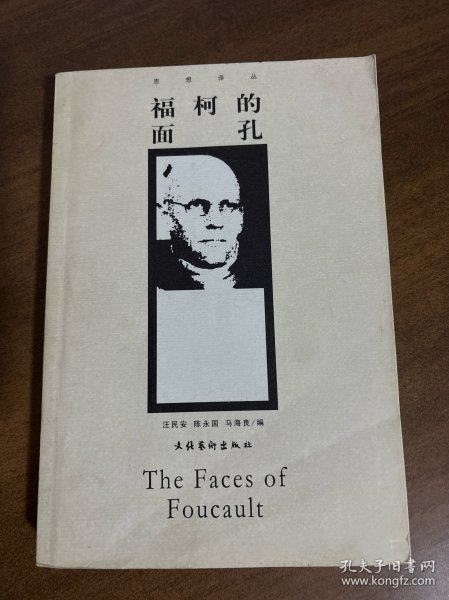 思想译丛
福柯的
面孔
汪民安 陈永国 马海良/编
文化艺术出版社
The Faces of
Foucault
孔夫子旧书网
www.kongfz.com